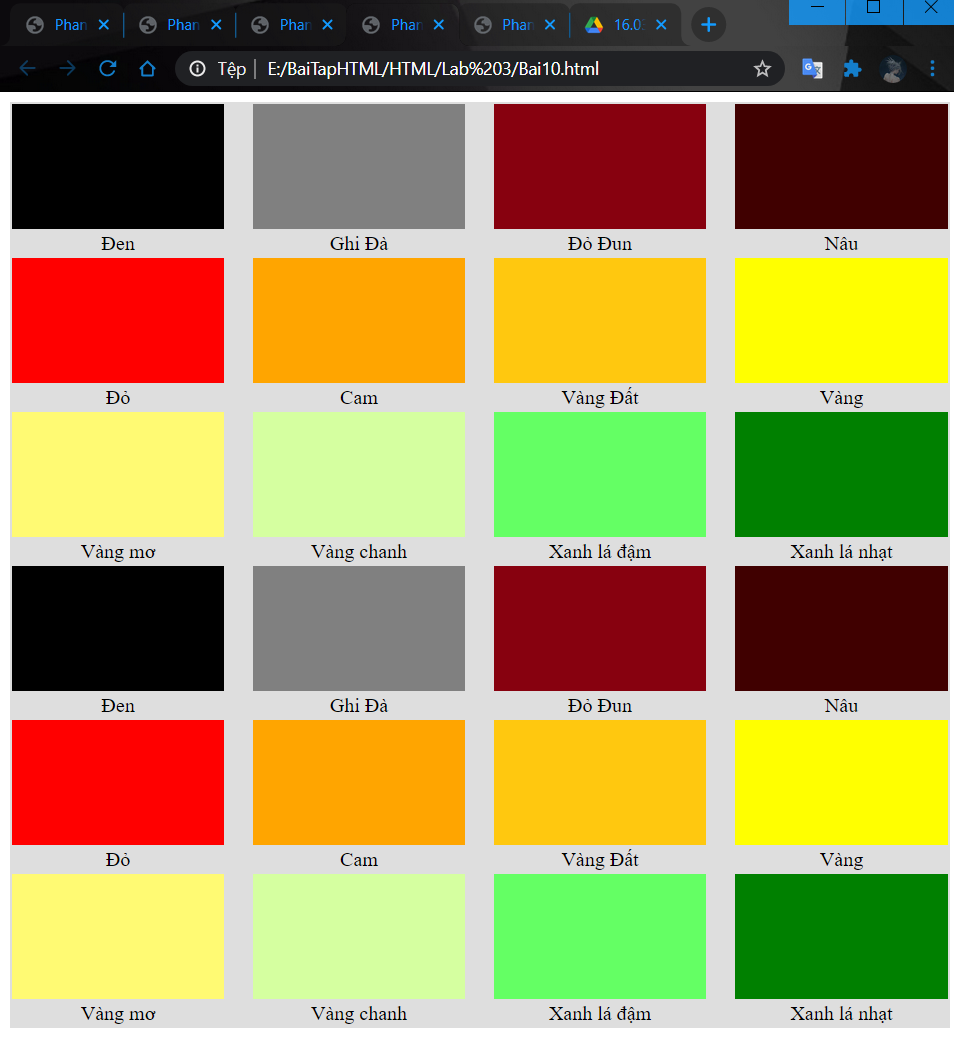 Phan Phan Phan Phan Phan 16.0
Tệp E:/BaiTapHTML/HTML/Lab%203/Bai10.html
Đen Ghi Đà Đỏ Đun Nâu
Đỏ Cam Vàng Đất Vàng
Vàng mơ Vàng chanh Xanh lá đậm Xanh lá nhạt
Đen Ghi Đà Đỏ Đun Nâu
Đỏ Cam Vàng Đất Vàng
Vàng mơ Vàng chanh Xanh lá đậm Xanh lá nhạt